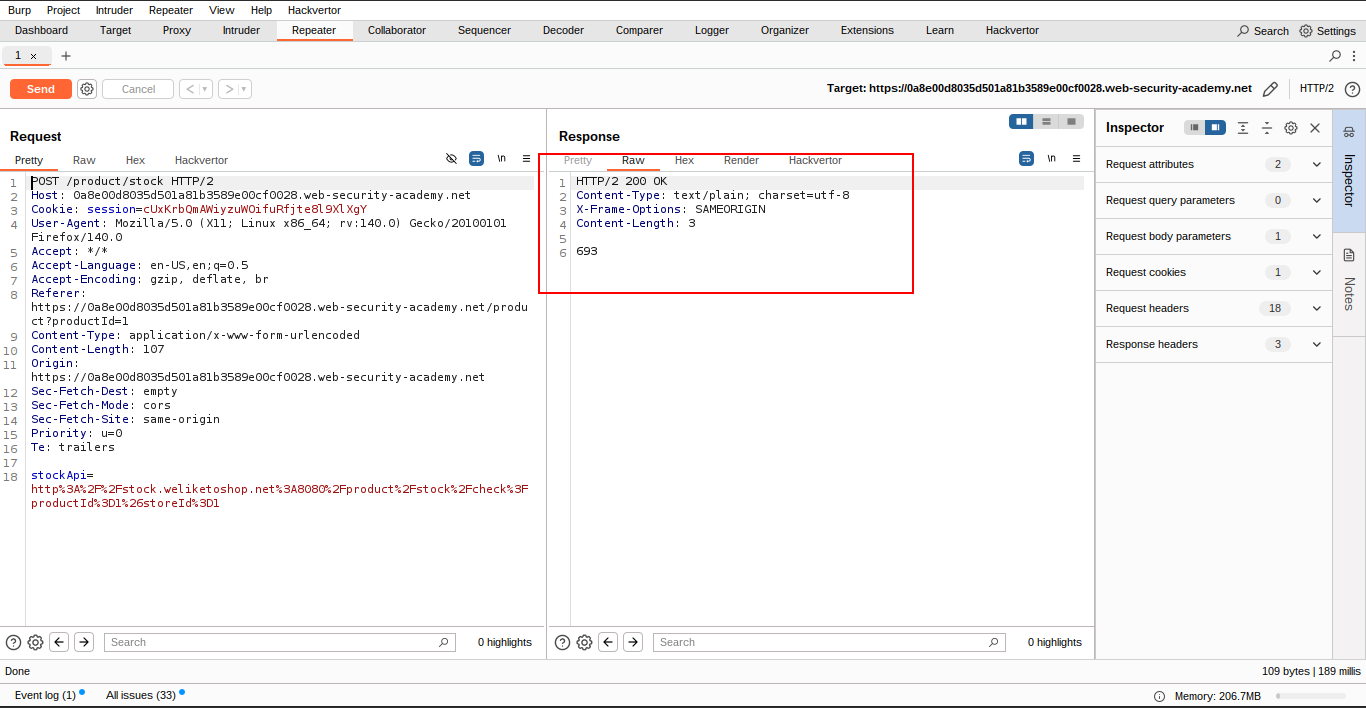 Burp Project Intruder Repeater View Help Hackvertor
Dashboard Target Proxy Intruder Repeater Collaborator Sequencer Decoder Comparer Logger Organizer Extensions Learn Hackvertor Search Settings
1 × +
Send Cancel < > Target: https://0a8e00d8035d501a81b3589e00cf0028.web-security-academy.net HTTP/2
Request
Pretty Raw Hex Hackvertor \n
1 POST /product/stock HTTP/2
2 Host: 0a8e00d8035d501a81b3589e00cf0028.web-security-academy.net
3 Cookie: session=cUxKrbQmAWiyzuWOifuRfjte8l9XlXgY
4 User-Agent: Mozilla/5.0 (X11; Linux x86_64; rv:140.0) Gecko/20100101
Firefox/140.0
5 Accept: */*
6 Accept-Language: en-US,en;q=0.5
7 Accept-Encoding: gzip, deflate, br
8 Referer:
https://0a8e00d8035d501a81b3589e00cf0028.web-security-academy.net/produ
ct?productId=1
9 Content-Type: application/x-www-form-urlencoded
10 Content-Length: 107
11 Origin:
https://0a8e00d8035d501a81b3589e00cf0028.web-security-academy.net
12 Sec-Fetch-Dest: empty
13 Sec-Fetch-Mode: cors
14 Sec-Fetch-Site: same-origin
15 Priority: u=0
16 Te: trailers
17
18 stockApi=
http%3A%2F%2Fstock.weliketoshop.net%3A8080%2Fproduct%2Fstock%2Fcheck%3F
productId%3D1%26storeId%3D1
Search 0 highlights
Response
Pretty Raw Hex Render Hackvertor \n
1 HTTP/2 200 OK
2 Content-Type: text/plain; charset=utf-8
3 X-Frame-Options: SAMEORIGIN
4 Content-Length: 3
5
6 693
Search 0 highlights
Inspector
Request attributes 2
Request query parameters 0
Request body parameters 1
Request cookies 1
Request headers 18
Response headers 3
Inspector
Notes
Done 109 bytes | 189 millis
Event log (1) All issues (33) Memory: 206.7MB